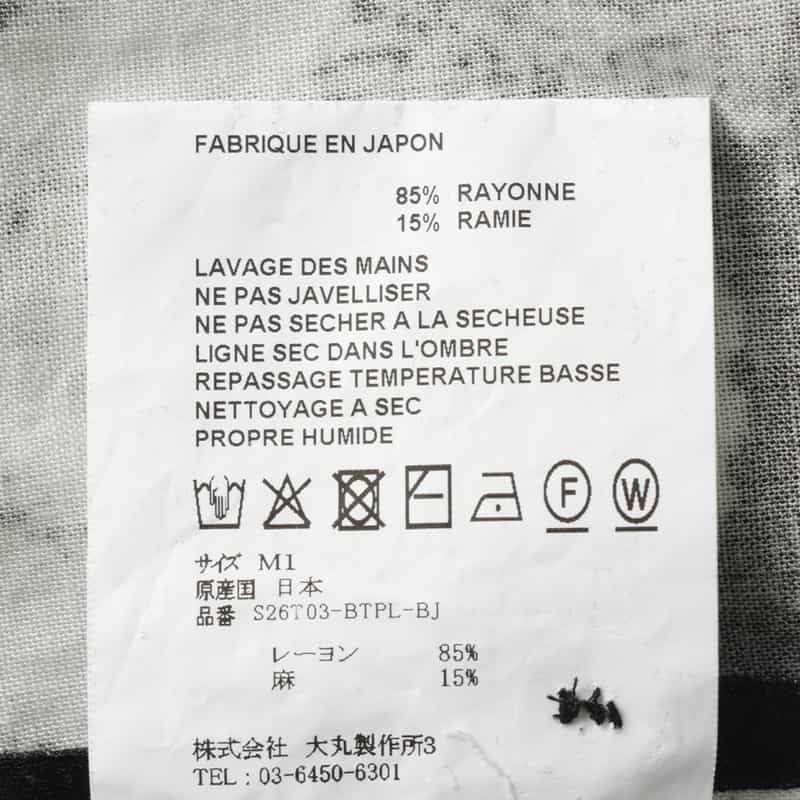 FABRIQUE EN JAPON
85% RAYONNE
15% RAMIE
LAVAGE DES MAINS
NE PAS JAVELLISER
NE PAS SECHER A LA SECHEUSE
LIGNE SEC DANS L'OMBRE
REPASSAGE TEMPERATURE BASSE
NETTOYAGE A SEC
PROPRE HUMIDE
F W
サイズ M1
原産国 日本
品番 S26T03-BTPL-BJ
レーヨン 85%
麻 15%
株式会社 大丸製作所3
TEL : 03-6450-6301